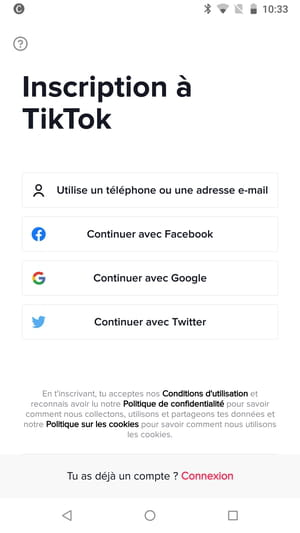 10:33
Inscription à
TikTok
Utilise un téléphone ou une adresse e-mail
Continuer avec Facebook
Continuer avec Google
Continuer avec Twitter
En t'inscrivant, tu acceptes nos Conditions d'utilisation et
reconnais avoir lu notre Politique de confidentialité pour savoir
comment nous collectons, utilisons et partageons tes données et
notre Politique sur les cookies pour savoir comment nous utilisons
les cookies.
Tu as déjà un compte ? Connexion